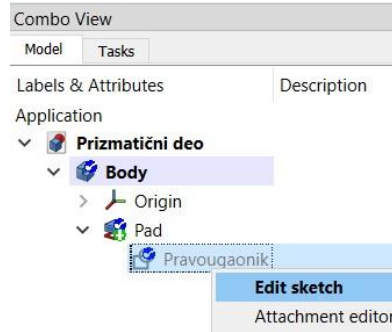 Combo View
Model Tasks
Labels & Attributes Description
Application
Prizmatični deo
Body
Origin
Pad
Pravougaonik
Edit sketch
Attachment editor